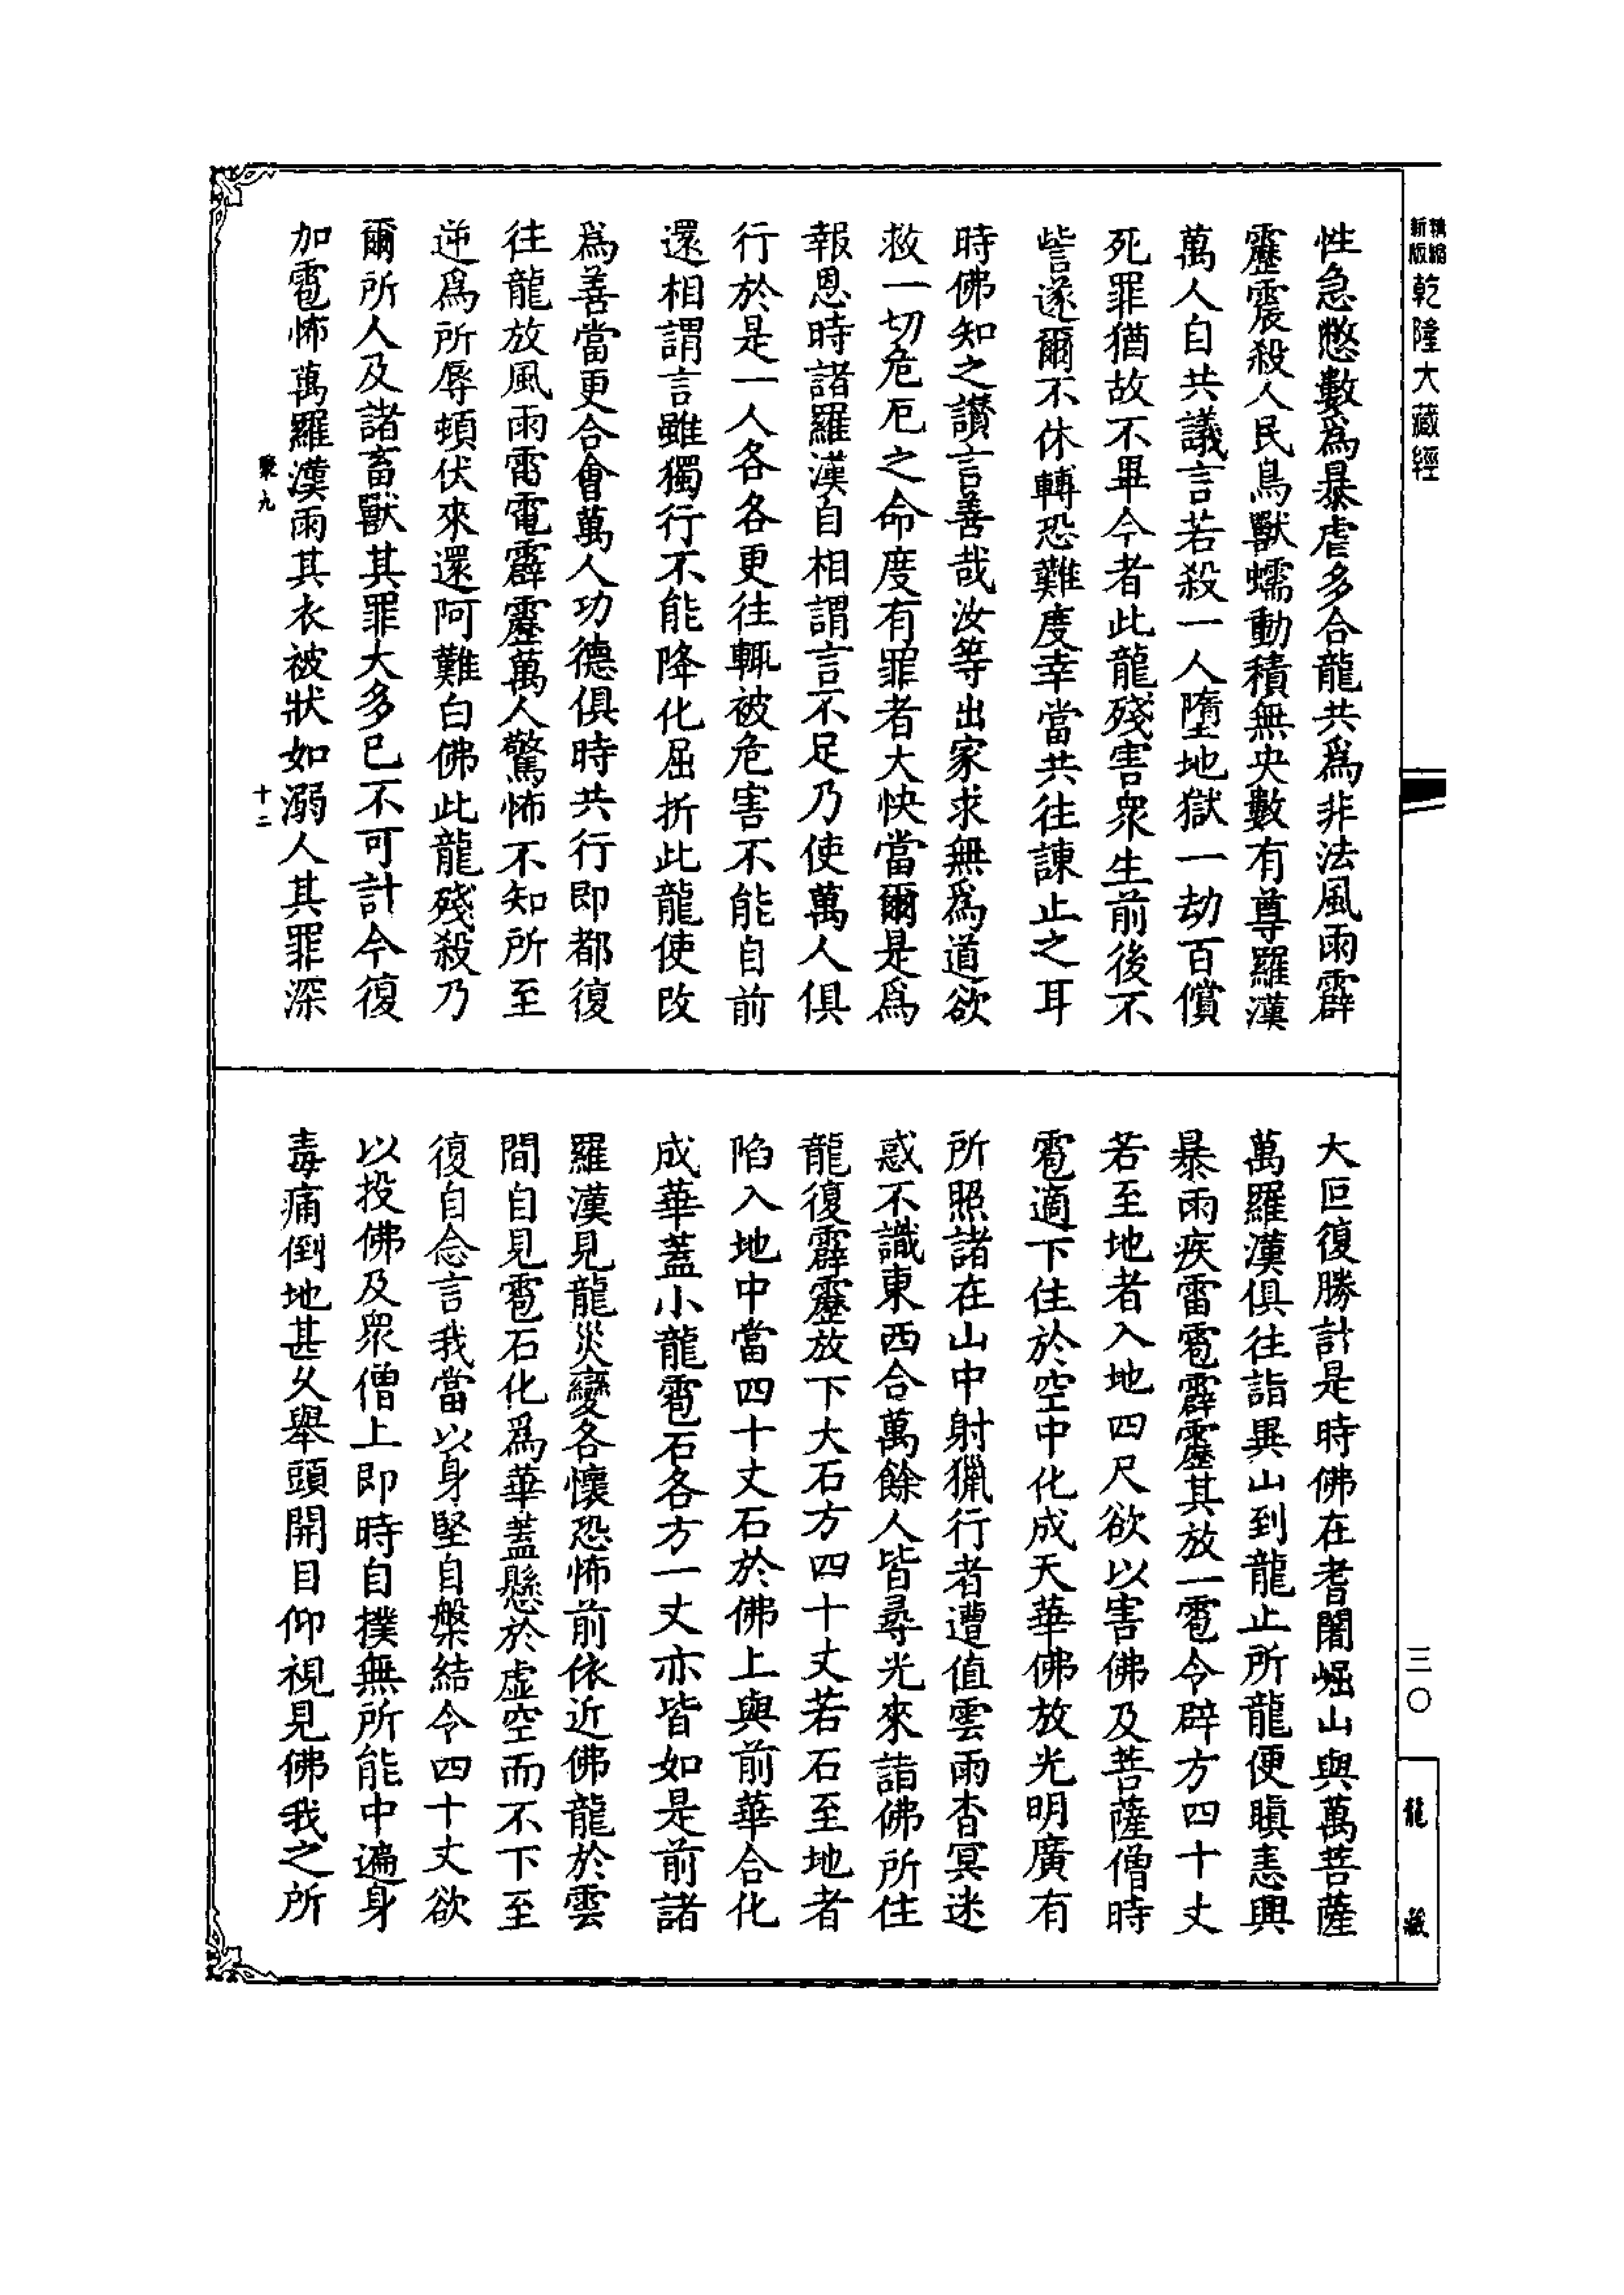 新版精縮
乾隆大藏經
三〇
龍藏
性急憋數為暴虐多合龍共為非法風雨霹
靂震殺人民鳥獸蠕動積無央數有尊羅漢
萬人自共議言若殺一人墮地獄一劫百償
死罪猶故不畢今者此龍殘害衆生前後不
訾遂爾不休轉恐難度幸當共往諫止之耳
時佛知之讃言善哉汝等出家求無為道欲
救一切危厄之命度有罪者大快當爾是為
報恩時諸羅漢自相謂言不足乃使萬人俱
行於是一人各各更往輒被危害不能自前
還相謂言雖獨行不能降化屈折此龍使改
為善當更合會萬人功德俱時共行即都復
往龍放風雨雷電霹靂萬人驚怖不知所至
逆為所辱頓伏來還阿難白佛此龍殘殺乃
爾所人及諸畜獸其罪大多已不可計今復
加雹怖萬羅漢雨其衣被狀如溺人其罪深
聚九
十二
大叵復勝計是時佛在耆闍崛山與萬菩薩
萬羅漢俱往詣異山到龍止所龍便瞋恚興
暴雨疾雷雹霹靂其放一雹令辟方四十丈
若至地者入地四尺欲以害佛及菩薩僧時
雹適下住於空中化成天華佛放光明廣有
所照諸在山中射獵行者遭值雲雨杳冥迷
惑不識東西合萬餘人皆尋光來詣佛所住
龍復霹靂放下大石方四十丈若石至地者
陷入地中當四十丈石於佛上與前華合化
成華蓋小龍雹石各方一丈亦皆如是前諸
羅漢見龍災變各懷恐怖前依近佛龍於雲
間自見雹石化為華蓋懸於虛空而不下至
復自念言我當以身堅自槃結令四十丈欲
以投佛及眾僧上即時自撲無所能中遍身
毒痛倒地甚久舉頭開目仰視見佛我之所